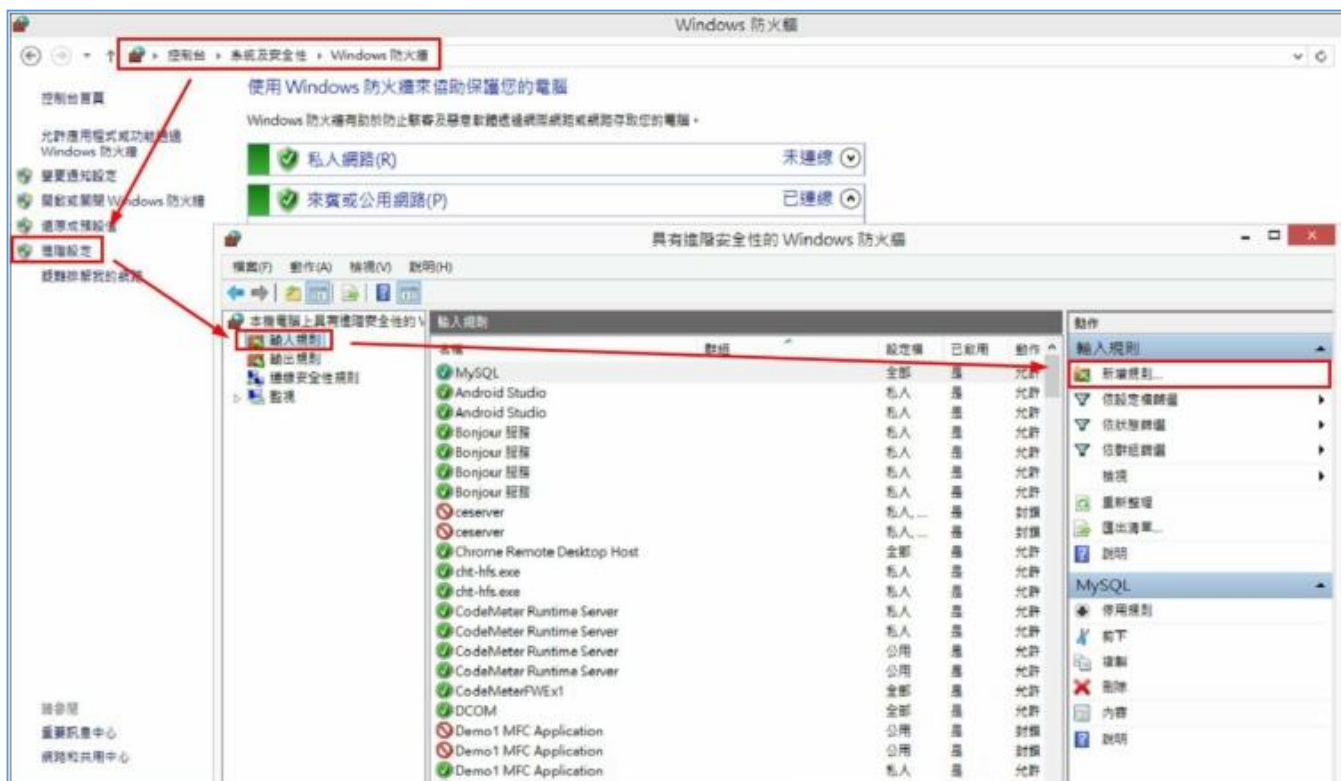 Windows 防火牆
控制台 ▸ 系統及安全性 ▸ Windows 防火牆
控制台首頁
允許應用程式或功能通過
Windows 防火牆
變更通知設定
開啟或關閉 Windows 防火牆
還原成預設值
進階設定
疑難排解我的網路
請參閱
重要訊息中心
網路和共用中心
使用 Windows 防火牆來協助保護您的電腦
Windows 防火牆有助於防止駭客及惡意軟體透過網際網路或網路存取您的電腦。
私人網路(R) 未連線
來賓或公用網路(P) 已連線
具有進階安全性的 Windows 防火牆
檔案(F) 動作(A) 檢視(V) 說明(H)
本機電腦上具有進階安全性的
輸入規則
輸出規則
連線安全性規則
監視
輸入規則
名稱 群組 設定檔 已啟用 動作
MySQL 全部 是 允許
Android Studio 私人 是 允許
Android Studio 私人 是 允許
Bonjour 服務 私人 是 允許
Bonjour 服務 私人 是 允許
Bonjour 服務 私人 是 允許
Bonjour 服務 私人 是 允許
ceserver 私人, ... 是 封鎖
ceserver 私人, ... 是 封鎖
Chrome Remote Desktop Host 全部 是 允許
cht-hfs.exe 私人 是 允許
cht-hfs.exe 私人 是 允許
CodeMeter Runtime Server 私人 是 允許
CodeMeter Runtime Server 私人 是 允許
CodeMeter Runtime Server 公用 是 允許
CodeMeter Runtime Server 公用 是 允許
CodeMeterFWEx1 全部 是 允許
DCOM 全部 是 允許
Demo1 MFC Application 公用 是 封鎖
Demo1 MFC Application 公用 是 封鎖
Demo1 MFC Application 私人 是 允許
動作
輸入規則
新增規則...
依設定檔篩選
依狀態篩選
依群組篩選
檢視
重新整理
匯出清單...
說明
MySQL
停用規則
剪下
複製
刪除
內容
說明